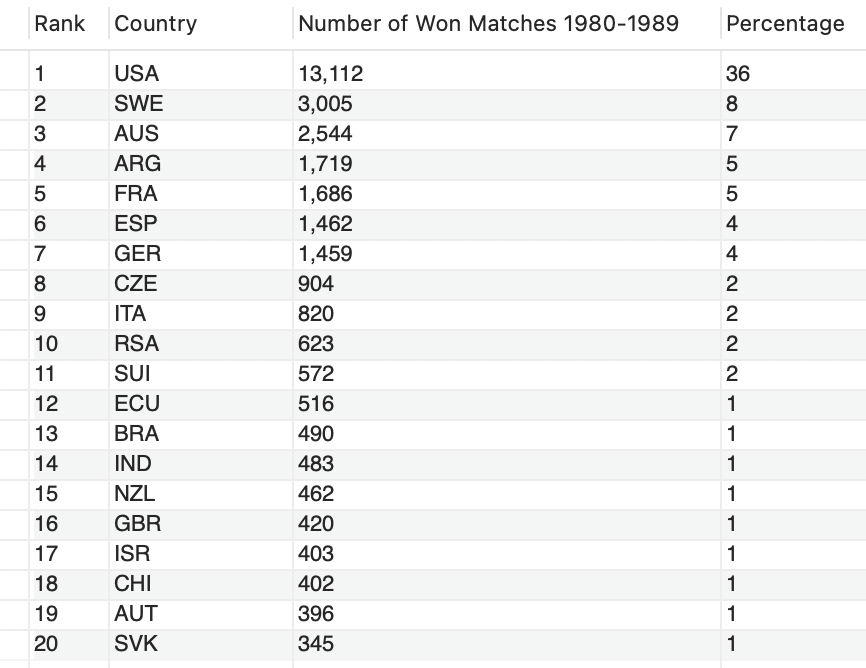 Rank Country Number of Won Matches 1980-1989 Percentage
1 USA 13,112 36
2 SWE 3,005 8
3 AUS 2,544 7
4 ARG 1,719 5
5 FRA 1,686 5
6 ESP 1,462 4
7 GER 1,459 4
8 CZE 904 2
9 ITA 820 2
10 RSA 623 2
11 SUI 572 2
12 ECU 516 1
13 BRA 490 1
14 IND 483 1
15 NZL 462 1
16 GBR 420 1
17 ISR 403 1
18 CHI 402 1
19 AUT 396 1
20 SVK 345 1